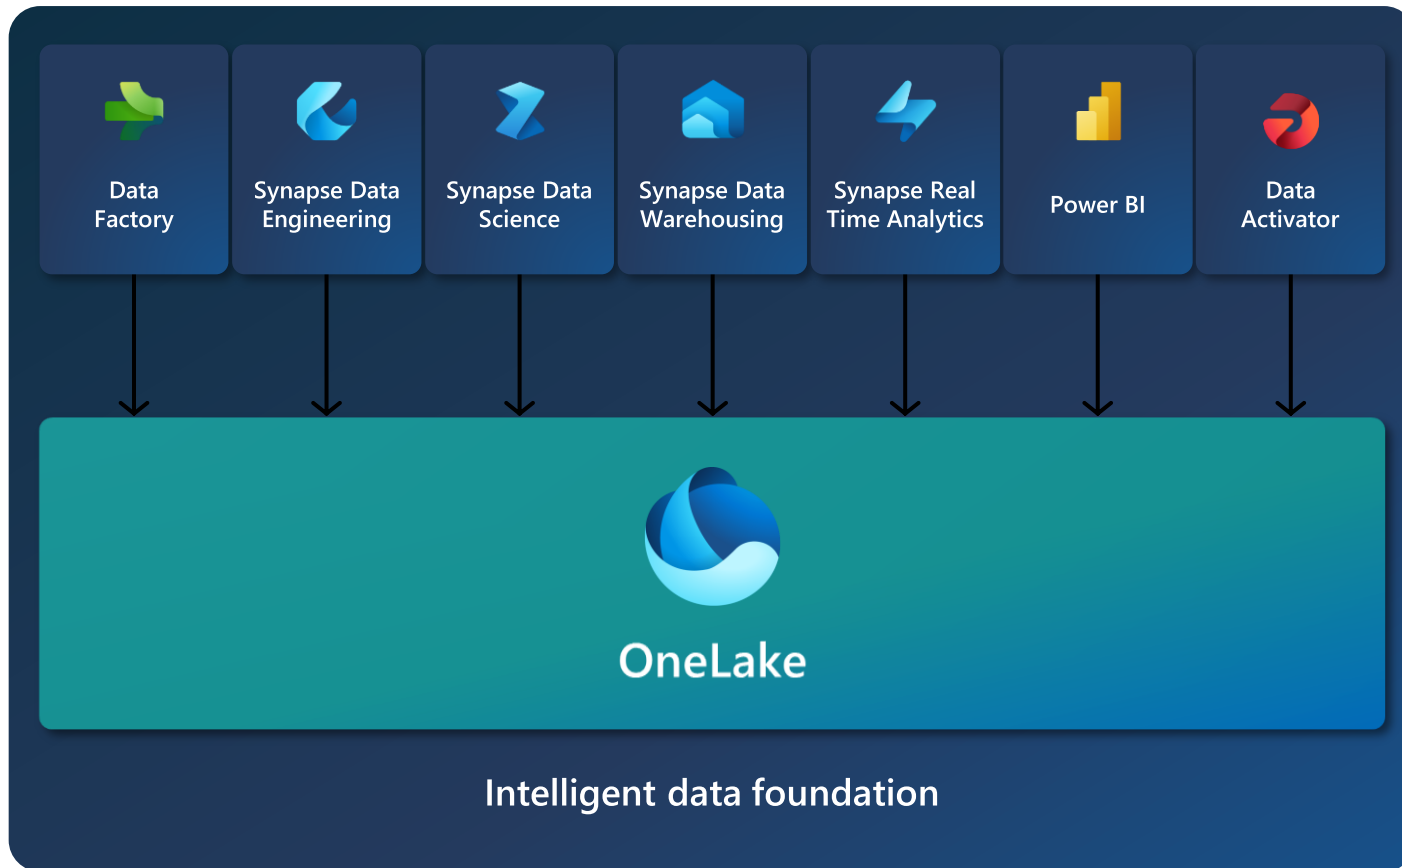 Data
Factory
Synapse Data
Engineering
Synapse Data
Science
Synapse Data
Warehousing
Synapse Real
Time Analytics
Power BI
Data
Activator
OneLake
Intelligent data foundation